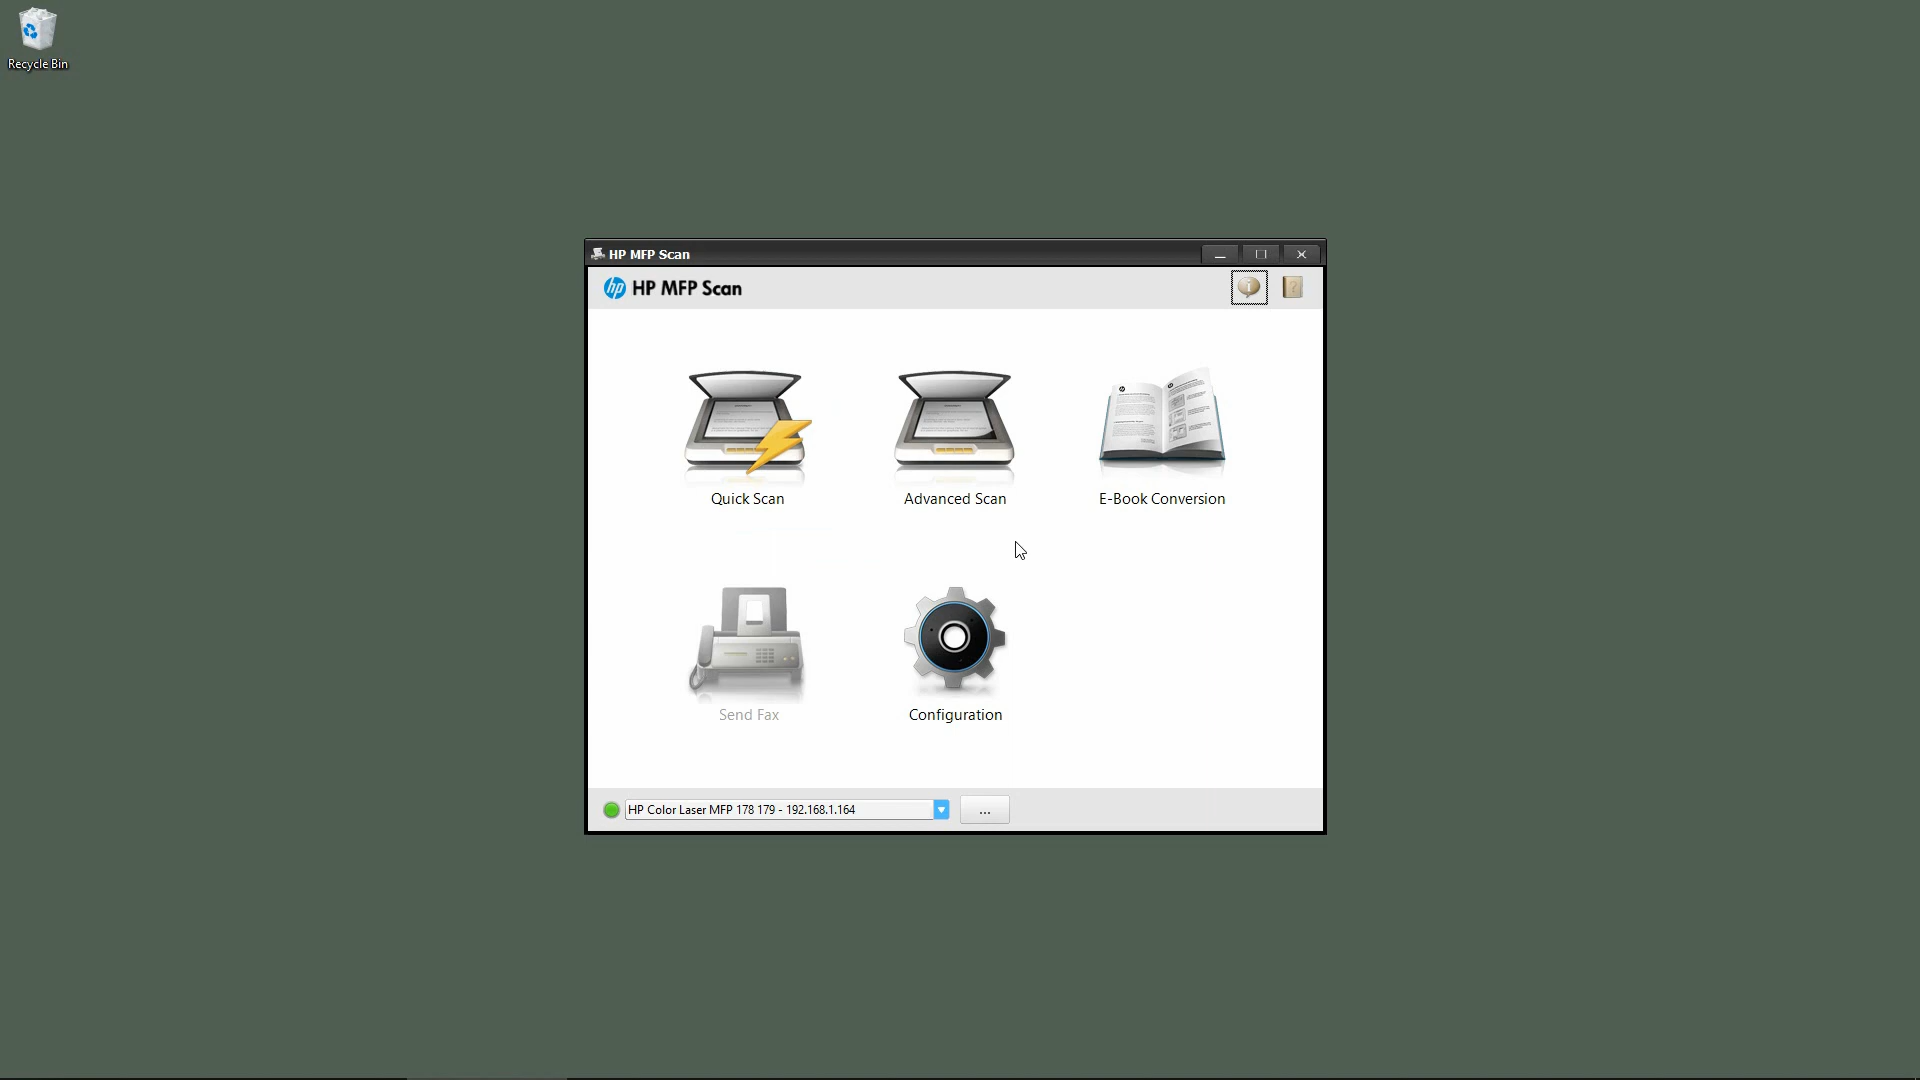 Recycle Bin
HP MFP Scan
hp HP MFP Scan
Quick Scan
Advanced Scan
E-Book Conversion
Send Fax
Configuration
HP Color Laser MFP 178 179 - 192.168.1.164
...